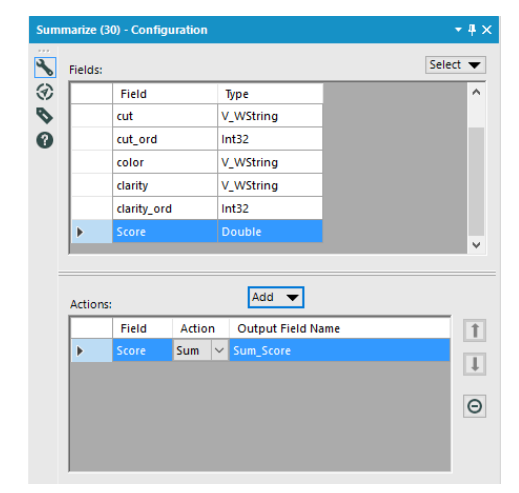 Summarize (30) - Configuration
Fields:
Select
Field Type
cut V_WString
cut_ord Int32
color V_WString
clarity V_WString
clarity_ord Int32
Score Double
Add
Actions:
Field Action Output Field Name
Score Sum Sum_Score